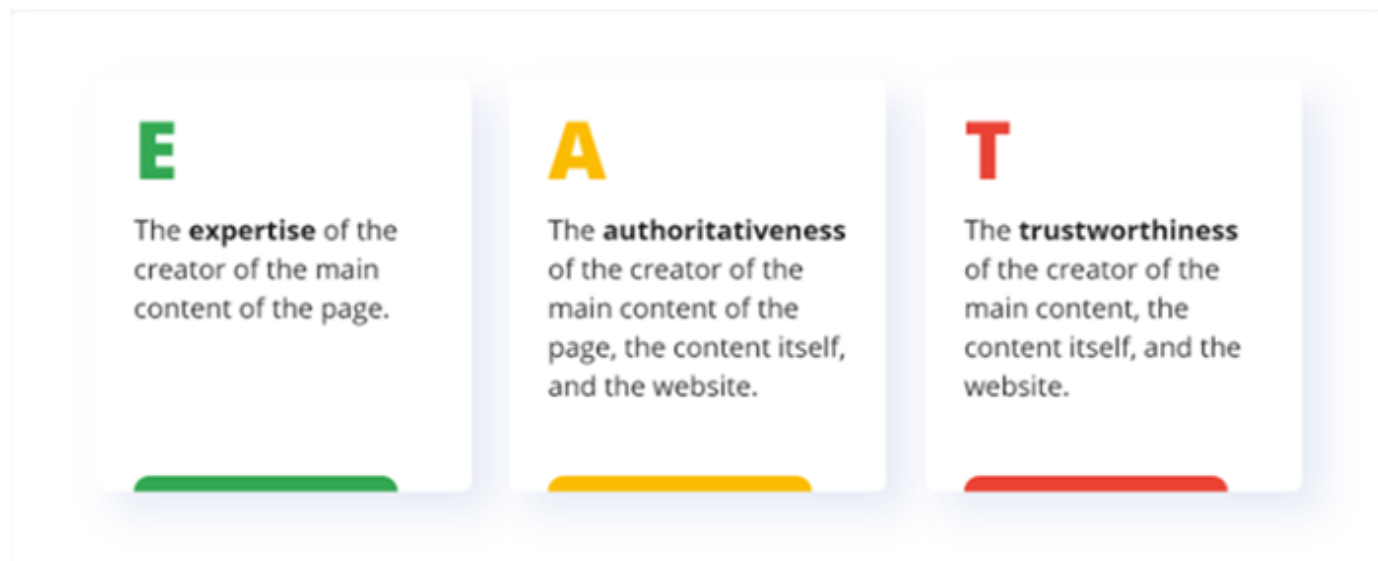 E
The expertise of the
creator of the main
content of the page.
A
The authoritativeness
of the creator of the
main content of the
page, the content itself,
and the website.
T
The trustworthiness
of the creator of the
main content, the
content itself, and the
website.